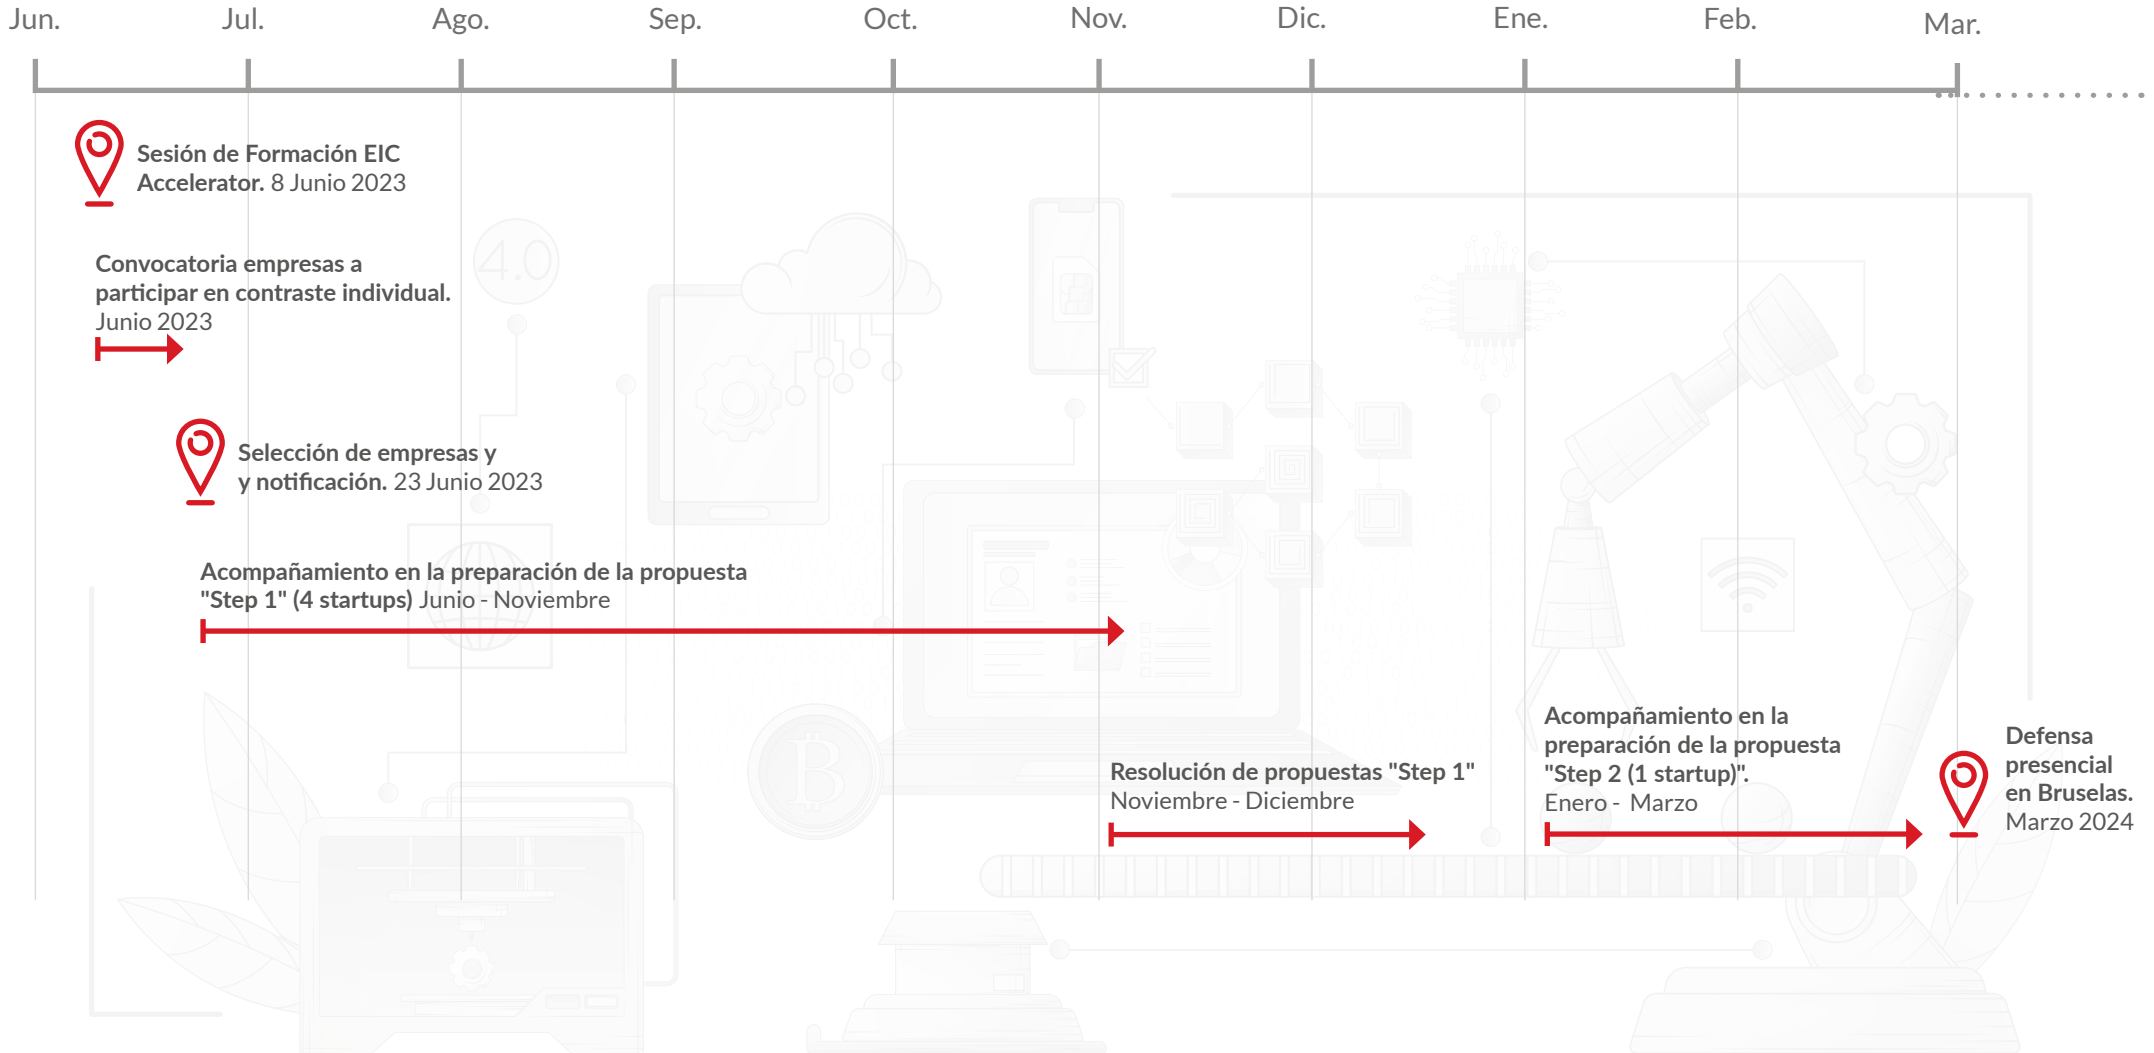 Jun. Jul. Ago. Sep. Oct. Nov. Dic. Ene. Feb. Mar.
Sesión de Formación EIC
Accelerator. 8 Junio 2023
4.0
Convocatoria empresas a
participar en contraste individual.
Junio 2023
Selección de empresas y
y notificación. 23 Junio 2023
Acompañamiento en la preparación de la propuesta
"Step 1" (4 startups) Junio - Noviembre
Resolución de propuestas "Step 1"
Noviembre - Diciembre
Acompañamiento en la
preparación de la propuesta
"Step 2 (1 startup)".
Enero - Marzo
Defensa
presencial
en Bruselas.
Marzo 2024